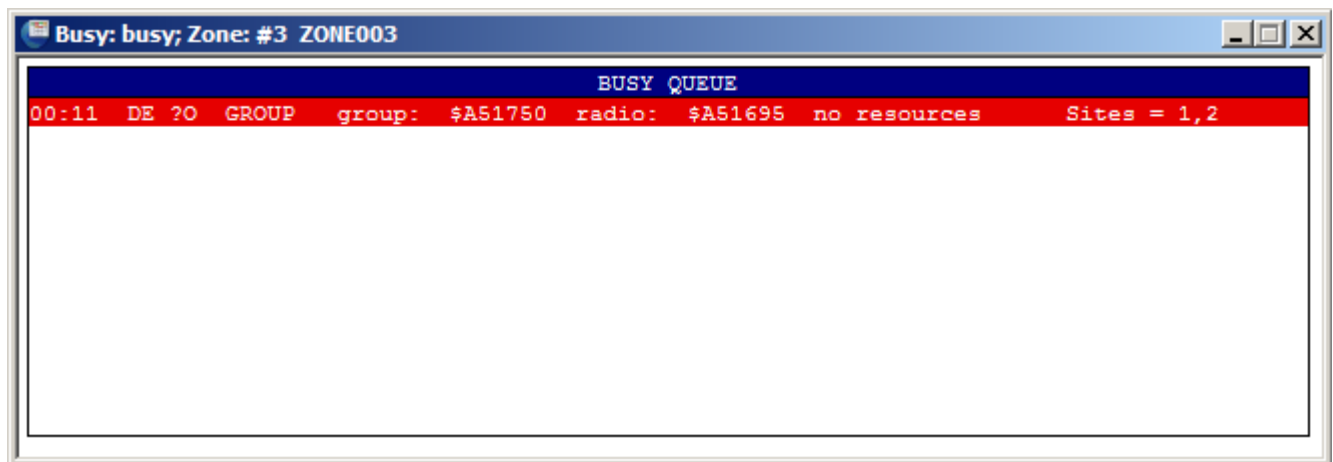 Busy: busy; Zone: #3 ZONE003
BUSY QUEUE
00:11 DE ?O GROUP group: $A51750 radio: $A51695 no resources Sites = 1,2